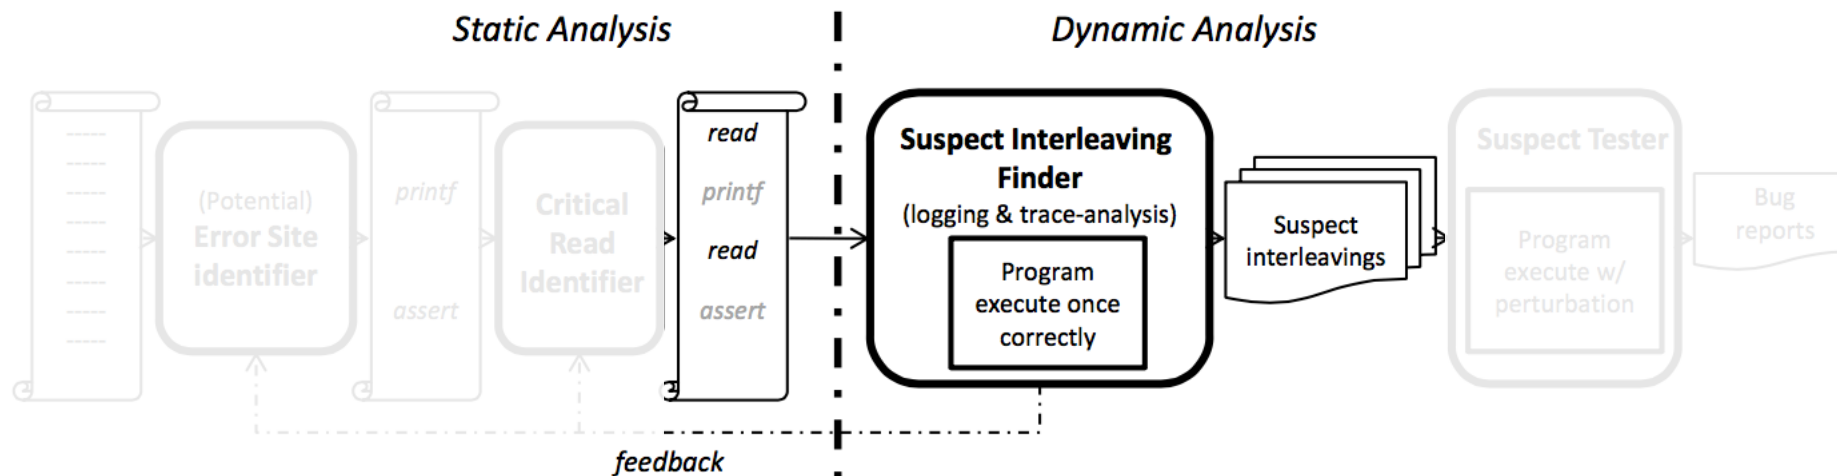 Static Analysis
Dynamic Analysis
(Potential)
Error Site
identifier
printf
assert
Critical
Read
Identifier
read
printf
read
assert
Suspect Interleaving
Finder
(logging & trace-analysis)
Program
execute once
correctly
Suspect
interleavings
Suspect Tester
Program
execute w/
perturbation
Bug
reports
feedback